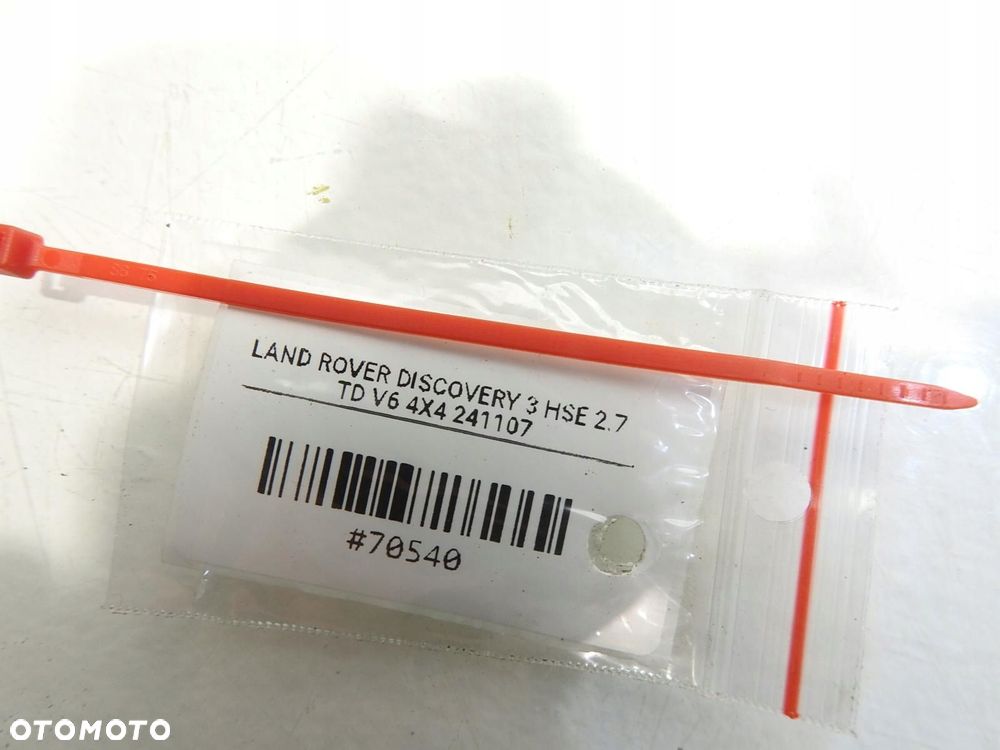 LAND ROVER DISCOVERY 3 HSE 2.7
TD V6 4X4 241107
#70540
OTOMOTO